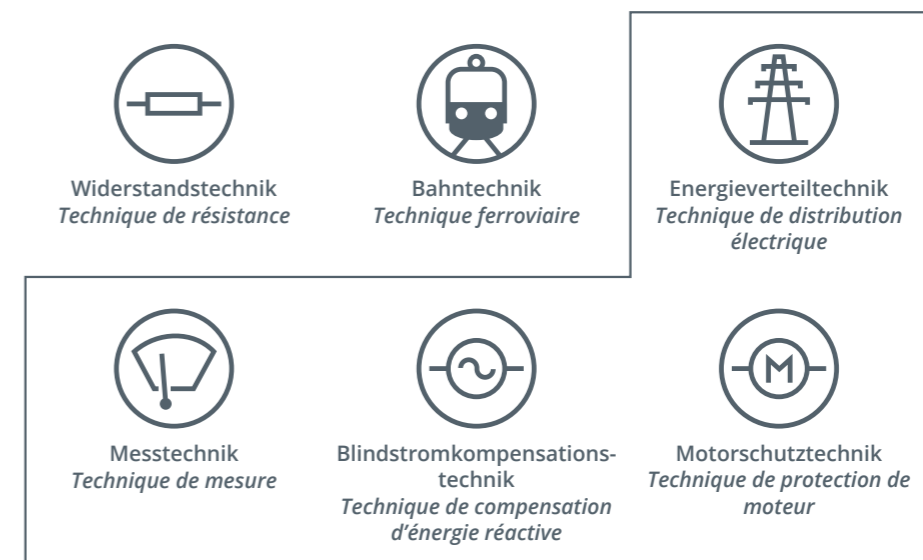 Widerstandstechnik
Technique de résistance
Bahntechnik
Technique ferroviaire
Energieverteiltechnik
Technique de distribution
électrique
Messtechnik
Technique de mesure
Blindstromkompensations-
technik
Technique de compensation
d’énergie réactive
Motorschutztechnik
Technique de protection de
moteur